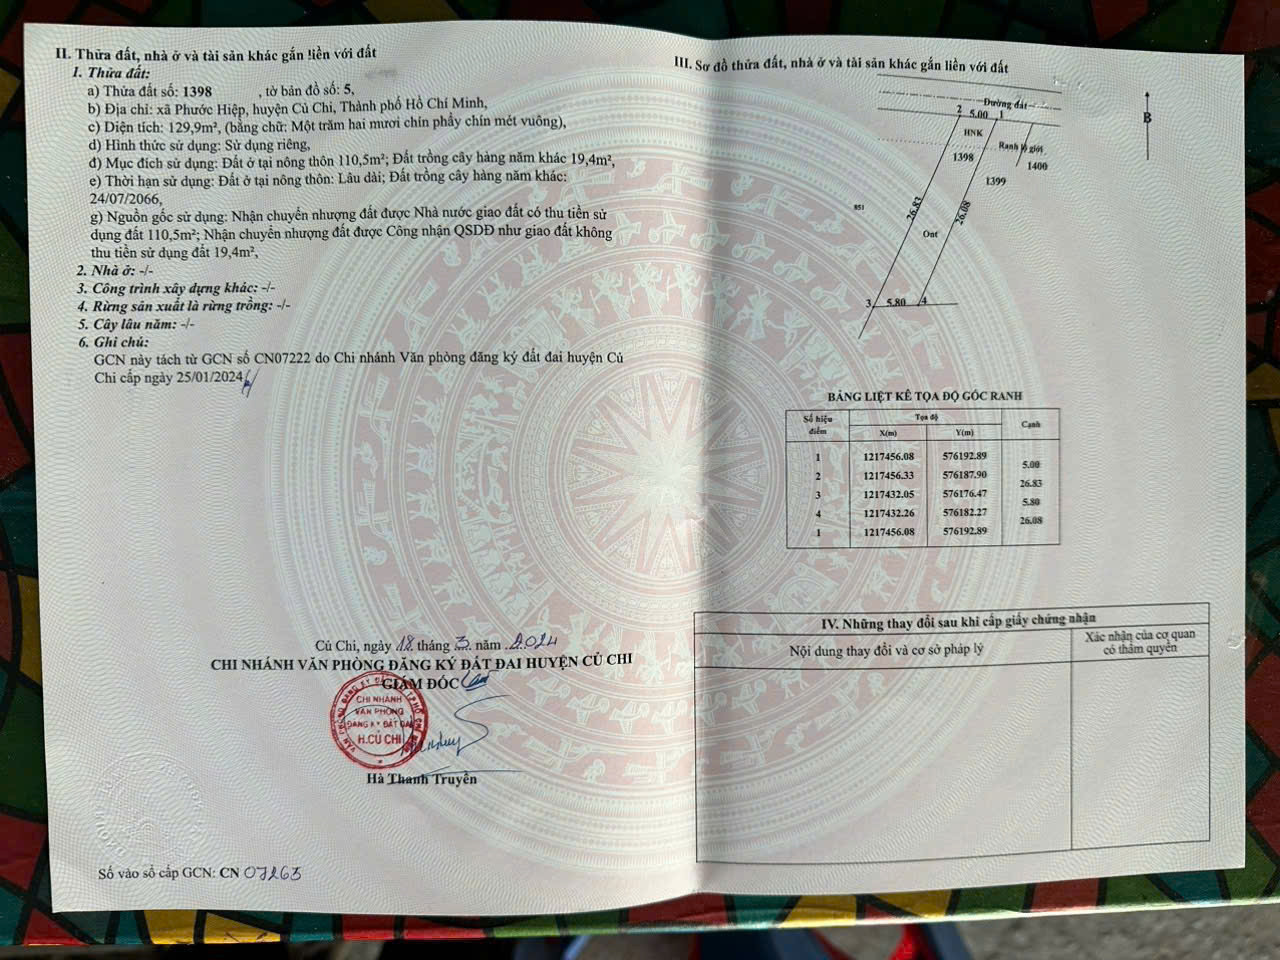 II. Thửa đất, nhà ở và tài sản khác gắn liền với đất
1. Thửa đất:
a) Thửa đất số: 1398 , tờ bản đồ số: 5,
b) Địa chỉ: xã Phước Hiệp, huyện Củ Chi, Thành phố Hồ Chí Minh,
c) Diện tích: 129,9m², (bằng chữ: Một trăm hai mươi chín phẩy chín mét vuông),
d) Hình thức sử dụng: Sử dụng riêng,
đ) Mục đích sử dụng: Đất ở tại nông thôn 110,5m²; Đất trồng cây hàng năm khác 19,4m²,
e) Thời hạn sử dụng: Đất ở tại nông thôn: Lâu dài; Đất trồng cây hàng năm khác:
24/07/2066,
g) Nguồn gốc sử dụng: Nhận chuyển nhượng đất được Nhà nước giao đất có thu tiền sử
dụng đất 110,5m²; Nhận chuyển nhượng đất được Công nhận QSDĐ như giao đất không
thu tiền sử dụng đất 19,4m²,
2. Nhà ở: -/-
3. Công trình xây dựng khác: -/-
4. Rừng sản xuất là rừng trồng: -/-
5. Cây lâu năm: -/-
6. Ghi chú:
GCN này tách từ GCN số CN07222 do Chi nhánh Văn phòng đăng ký đất đai huyện Củ
Chi cấp ngày 25/01/2024
Củ Chi, ngày 18 tháng 3 năm 2024
CHI NHÁNH VĂN PHÒNG ĐĂNG KÝ ĐẤT ĐAI HUYỆN CỦ CHI
GIÁM ĐỐC
CHI NHÁNH
VĂN PHÒNG
ĐĂNG KÝ ĐẤT ĐAI
H.CỦ CHI
Hà Thanh Truyền
Số vào sổ cấp GCN: CN 07263
III. Sơ đồ thửa đất, nhà ở và tài sản khác gắn liền với đất
Đường đất
2 5.00 1
B
HNK
Ranh lộ giới
1398
1400
1399
851
26.83
26.08
Ont
3 5.80 4
BẢNG LIỆT KÊ TỌA ĐỘ GÓC RANH
Số hiệu điểm Tọa độ Cạnh
X(m) Y(m)
1 1217456.08 576192.89
5.00
2 1217456.33 576187.90
26.83
3 1217432.05 576176.47
5.80
4 1217432.26 576182.27
26.08
1 1217456.08 576192.89
IV. Những thay đổi sau khi cấp giấy chứng nhận
Nội dung thay đổi và cơ sở pháp lý
Xác nhận của cơ quan
có thẩm quyền